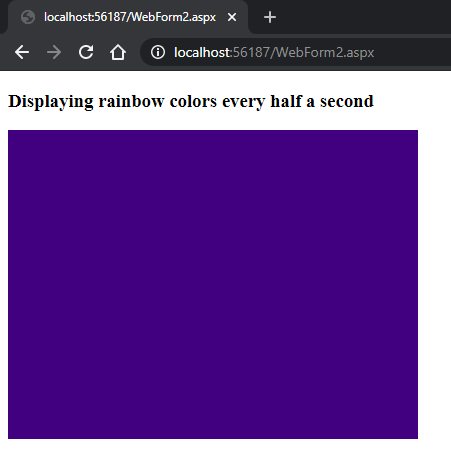 localhost:56187/WebForm2.aspx
localhost:56187/WebForm2.aspx
Displaying rainbow colors every half a second